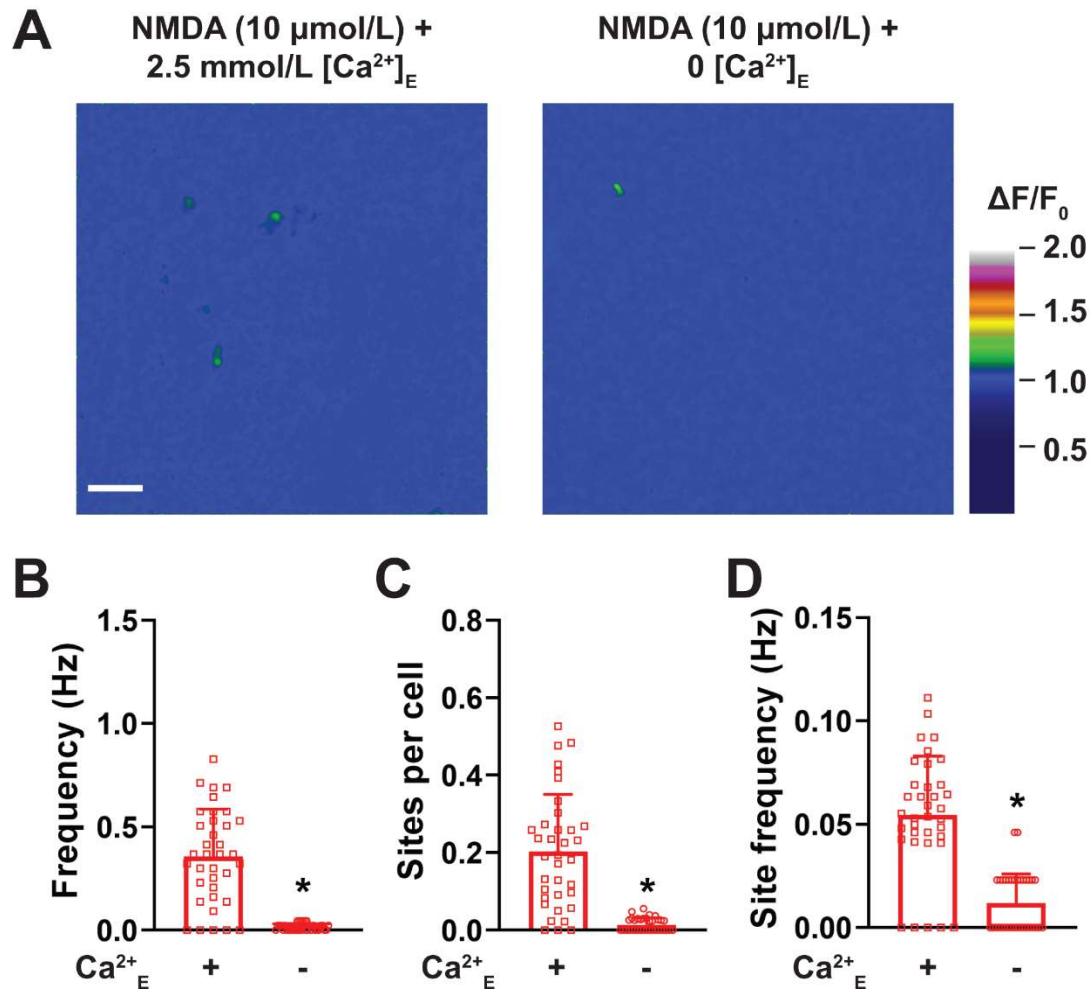 A
NMDA (10 µmol/L) +
2.5 mmol/L [Ca²⁺]E
NMDA (10 µmol/L) +
0 [Ca²⁺]E
ΔF/F₀
2.0
1.5
1.0
0.5
B
Frequency (Hz)
1.5
1.0
0.5
0.0
*
Ca²⁺E + -
C
Sites per cell
0.8
0.6
0.4
0.2
0.0
*
Ca²⁺E + -
D
Site frequency (Hz)
0.15
0.10
0.05
0.00
*
Ca²⁺E + -